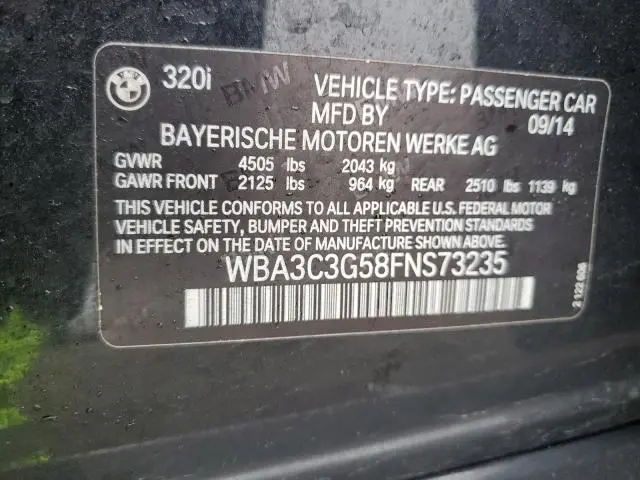 BMW 320i VEHICLE TYPE: PASSENGER CAR
MFD BY 09/14
BAYERISCHE MOTOREN WERKE AG
GVWR 4505 lbs 2043 kg
GAWR FRONT 2125 lbs 964 kg REAR 2510 lbs 1139 kg
THIS VEHICLE CONFORMS TO ALL APPLICABLE U.S. FEDERAL MOTOR
VEHICLE SAFETY, BUMPER AND THEFT PREVENTION STANDARDS
IN EFFECT ON THE DATE OF MANUFACTURE SHOWN ABOVE.
WBA3C3G58FNS73235